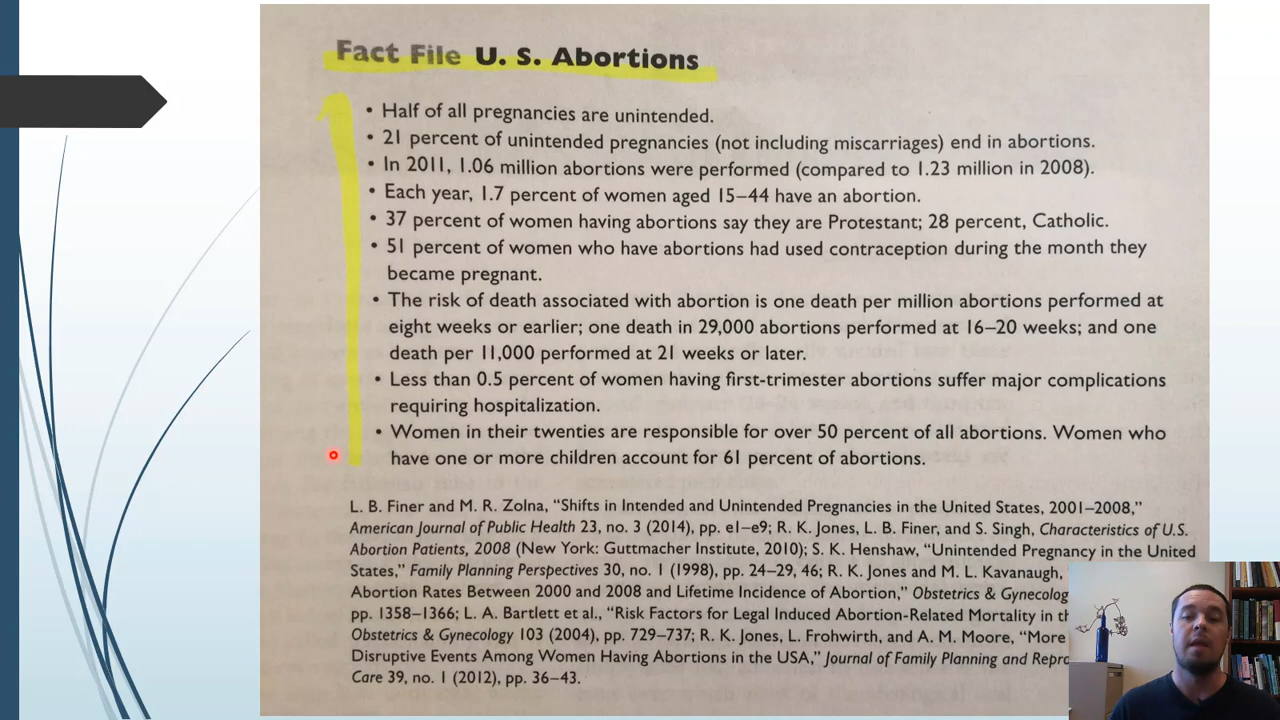 Fact File U. S. Abortions
• Half of all pregnancies are unintended.
• 21 percent of unintended pregnancies (not including miscarriages) end in abortions.
• In 2011, 1.06 million abortions were performed (compared to 1.23 million in 2008).
• Each year, 1.7 percent of women aged 15–44 have an abortion.
• 37 percent of women having abortions say they are Protestant; 28 percent, Catholic.
• 51 percent of women who have abortions had used contraception during the month they
became pregnant.
• The risk of death associated with abortion is one death per million abortions performed at
eight weeks or earlier; one death in 29,000 abortions performed at 16–20 weeks; and one
death per 11,000 performed at 21 weeks or later.
• Less than 0.5 percent of women having first-trimester abortions suffer major complications
requiring hospitalization.
• Women in their twenties are responsible for over 50 percent of all abortions. Women who
have one or more children account for 61 percent of abortions.
L. B. Finer and M. R. Zolna, “Shifts in Intended and Unintended Pregnancies in the United States, 2001–2008,”
American Journal of Public Health 23, no. 3 (2014), pp. e1–e9; R. K. Jones, L. B. Finer, and S. Singh, Characteristics of U.S.
Abortion Patients, 2008 (New York: Guttmacher Institute, 2010); S. K. Henshaw, “Unintended Pregnancy in the United
States,” Family Planning Perspectives 30, no. 1 (1998), pp. 24–29, 46; R. K. Jones and M. L. Kavanaugh,
Abortion Rates Between 2000 and 2008 and Lifetime Incidence of Abortion,” Obstetrics & Gynecolog
pp. 1358–1366; L. A. Bartlett et al., “Risk Factors for Legal Induced Abortion-Related Mortality in th
Obstetrics & Gynecology 103 (2004), pp. 729–737; R. K. Jones, L. Frohwirth, and A. M. Moore, “More
Disruptive Events Among Women Having Abortions in the USA,” Journal of Family Planning and Repro
Care 39, no. 1 (2012), pp. 36–43.